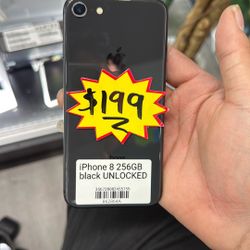 $199
iPhone 8 256GB
black UNLOCKED